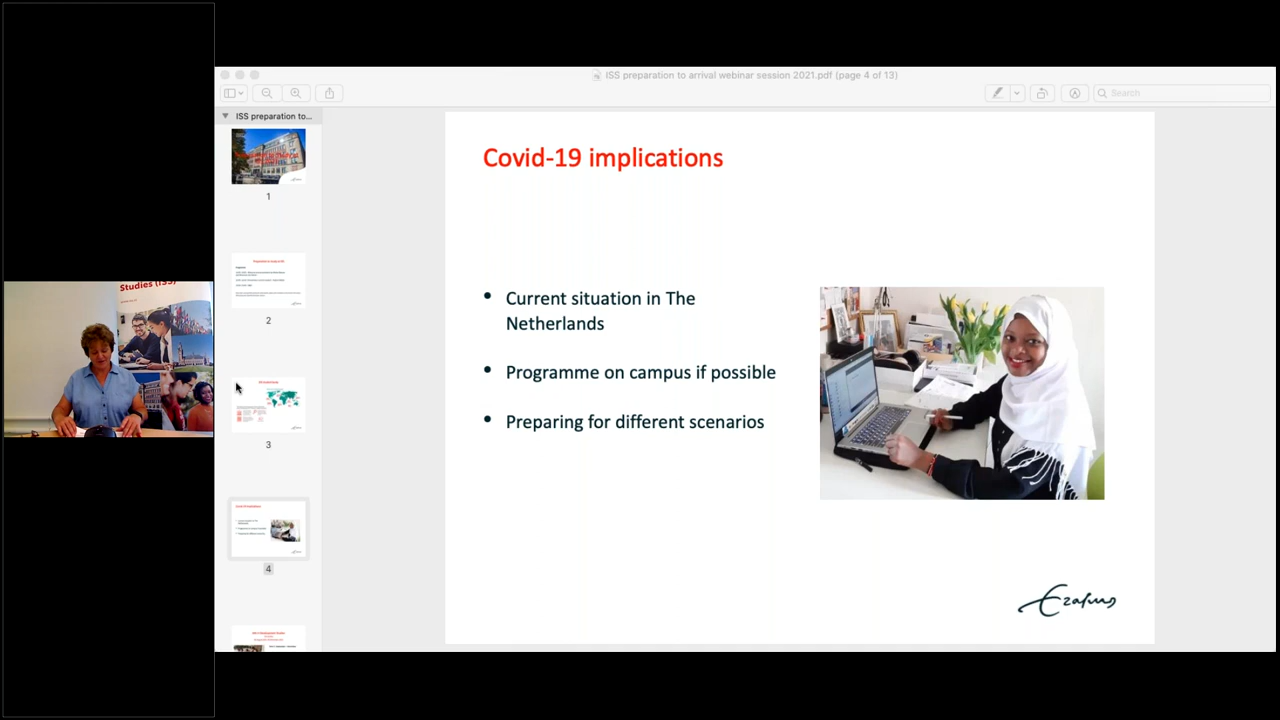 ISS preparation to arrival webinar session 2021.pdf (page 4 of 13)
Search
ISS preparation to...
1
2
3
4
Studies (ISS)
Covid-19 implications
• Current situation in The
Netherlands
• Programme on campus if possible
• Preparing for different scenarios
Erasmus